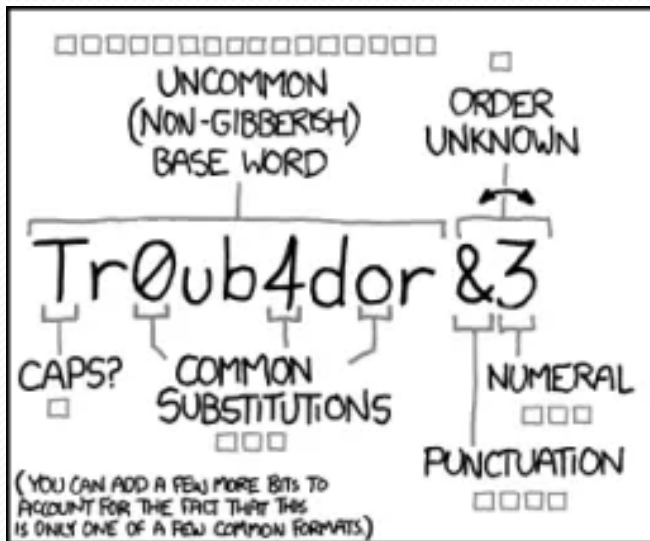 UNCOMMON
(NON-GIBBERISH)
BASE WORD
ORDER
UNKNOWN
Tr0ub4dor &3
CAPS?
COMMON
SUBSTITUTIONS
NUMERAL
PUNCTUATION
(YOU CAN ADD A FEW MORE BITS TO
ACCOUNT FOR THE FACT THAT THIS
IS ONLY ONE OF A FEW COMMON FORMATS.)